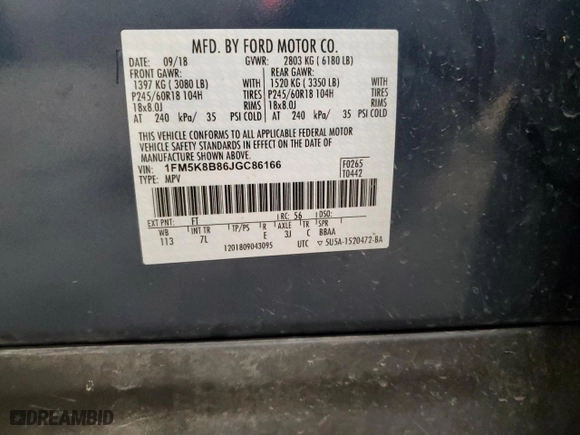 MFD. BY FORD MOTOR CO.
DATE: 09/18 GVWR: 2803 KG ( 6180 LB)
FRONT GAWR: REAR GAWR:
1397 KG ( 3080 LB) WITH 1520 KG ( 3350 LB) WITH
P245/60R18 104H TIRES P245/60R18 104H TIRES
18x8.0J RIMS 18x8.0J RIMS
AT 240 kPa/ 35 PSI COLD AT 240 kPa/ 35 PSI COLD
THIS VEHICLE CONFORMS TO ALL APPLICABLE FEDERAL MOTOR
VEHICLE SAFETY STANDARDS IN EFFECT ON THE DATE OF
MANUFACTURE SHOWN ABOVE.
VIN: 1FM5K8B86JGC86166 F0265
TYPE: MPV T0442
EXT PNT: FT RC: 56 DSO:
WB INT TR TP/PS R AXLE TR SPR
113 7L E 3J C BBAA
1201809043095 UTC ▽ 5U5A-1520472-BA
DREAMBID